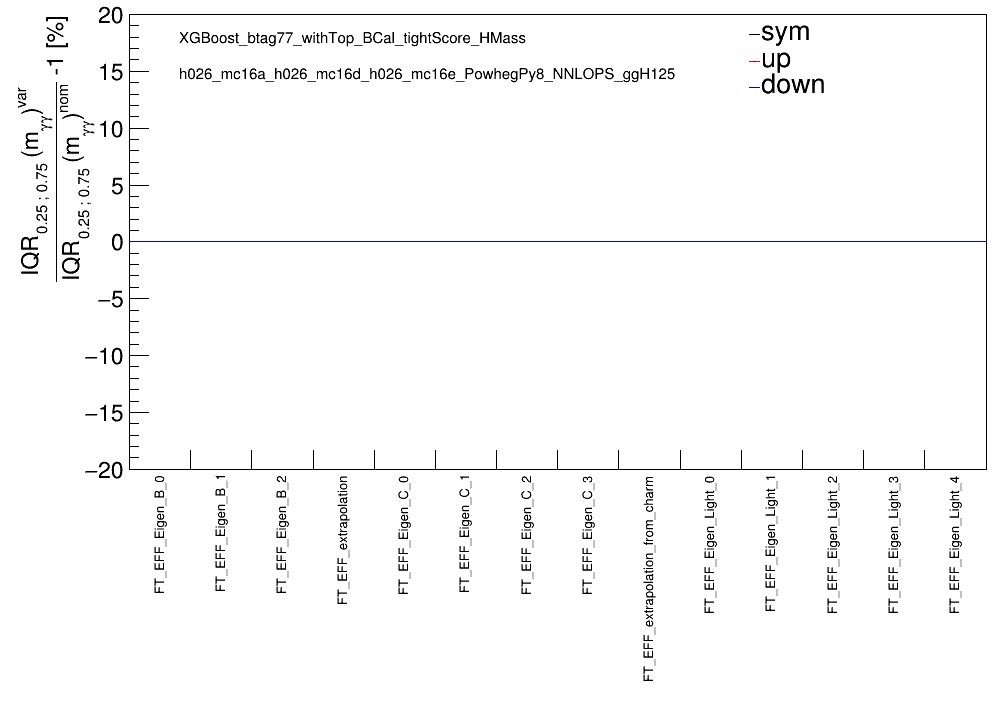 XGBoost_btag77_withTop_BCal_tightScore_HMass
h026_mc16a_h026_mc16d_h026_mc16e_PowhegPy8_NNLOPS_ggH125
sym
up
down
IQR0.25 ; 0.75 (mγγ)var
IQR0.25 ; 0.75 (mγγ)nom -1 [%]
20
15
10
5
0
−5
−10
−15
−20
FT_EFF_Eigen_B_0
FT_EFF_Eigen_B_1
FT_EFF_Eigen_B_2
FT_EFF_extrapolation
FT_EFF_Eigen_C_0
FT_EFF_Eigen_C_1
FT_EFF_Eigen_C_2
FT_EFF_Eigen_C_3
FT_EFF_extrapolation_from_charm
FT_EFF_Eigen_Light_0
FT_EFF_Eigen_Light_1
FT_EFF_Eigen_Light_2
FT_EFF_Eigen_Light_3
FT_EFF_Eigen_Light_4